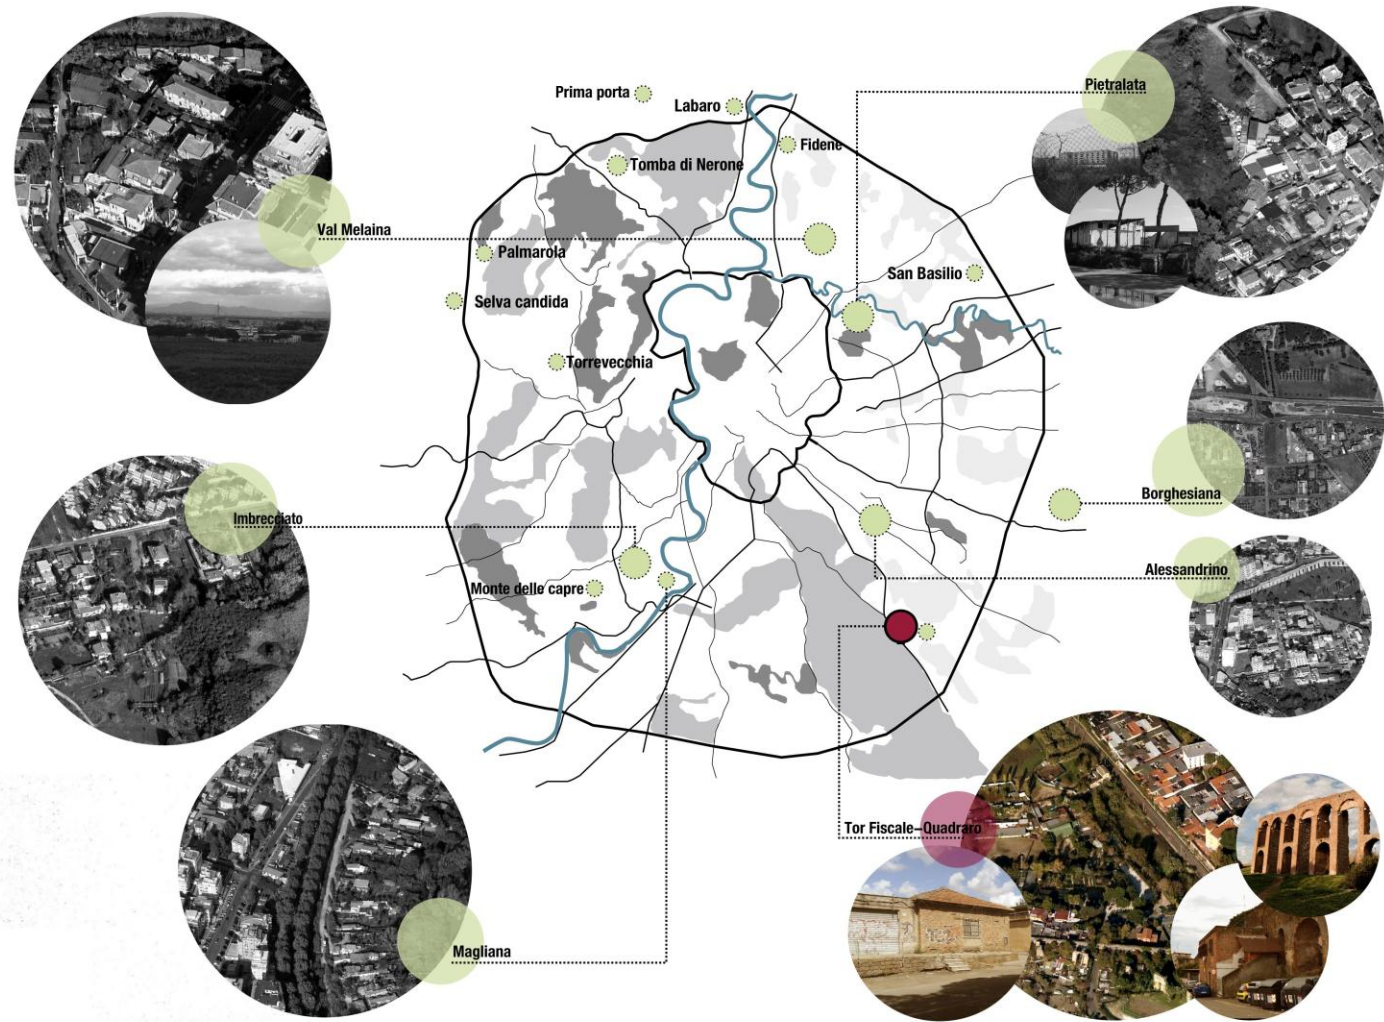 Prima porta
Labaro
Pietralata
Fidene
Tomba di Nerone
Val Melaina
Palmarola
San Basilio
Selva candida
Torrevecchia
Borghesiana
Imbrecciato
Alessandrino
Monte delle capre
Tor Fiscale–Quadraro
Magliana